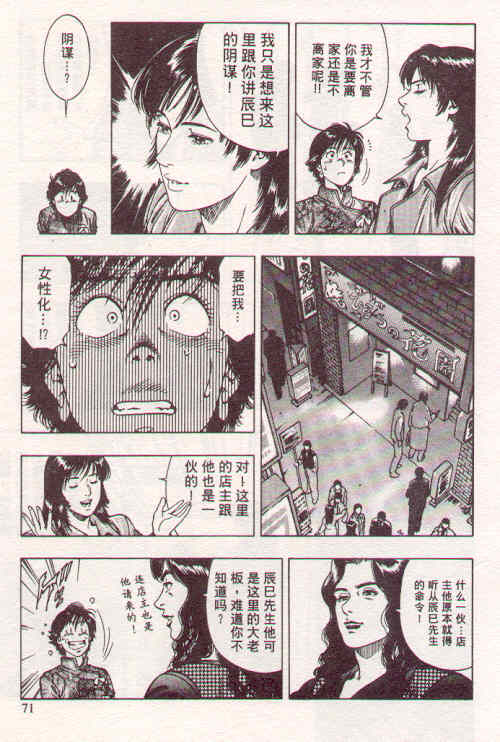 我才不管
你是要离
家还是不
离家呢!!
我只是想来这
里跟你讲辰巳
的阴谋!
阴谋…?
の花園
要把我…
女性化…!?
对!这里
的店主跟
他也是一
伙的!
什么一伙…店
主他原本就得
听从辰巳先生
的命令!
辰巳先生他可
是这里的大老
板,难道你不
知道吗?
连店主也是
他请来的!
71